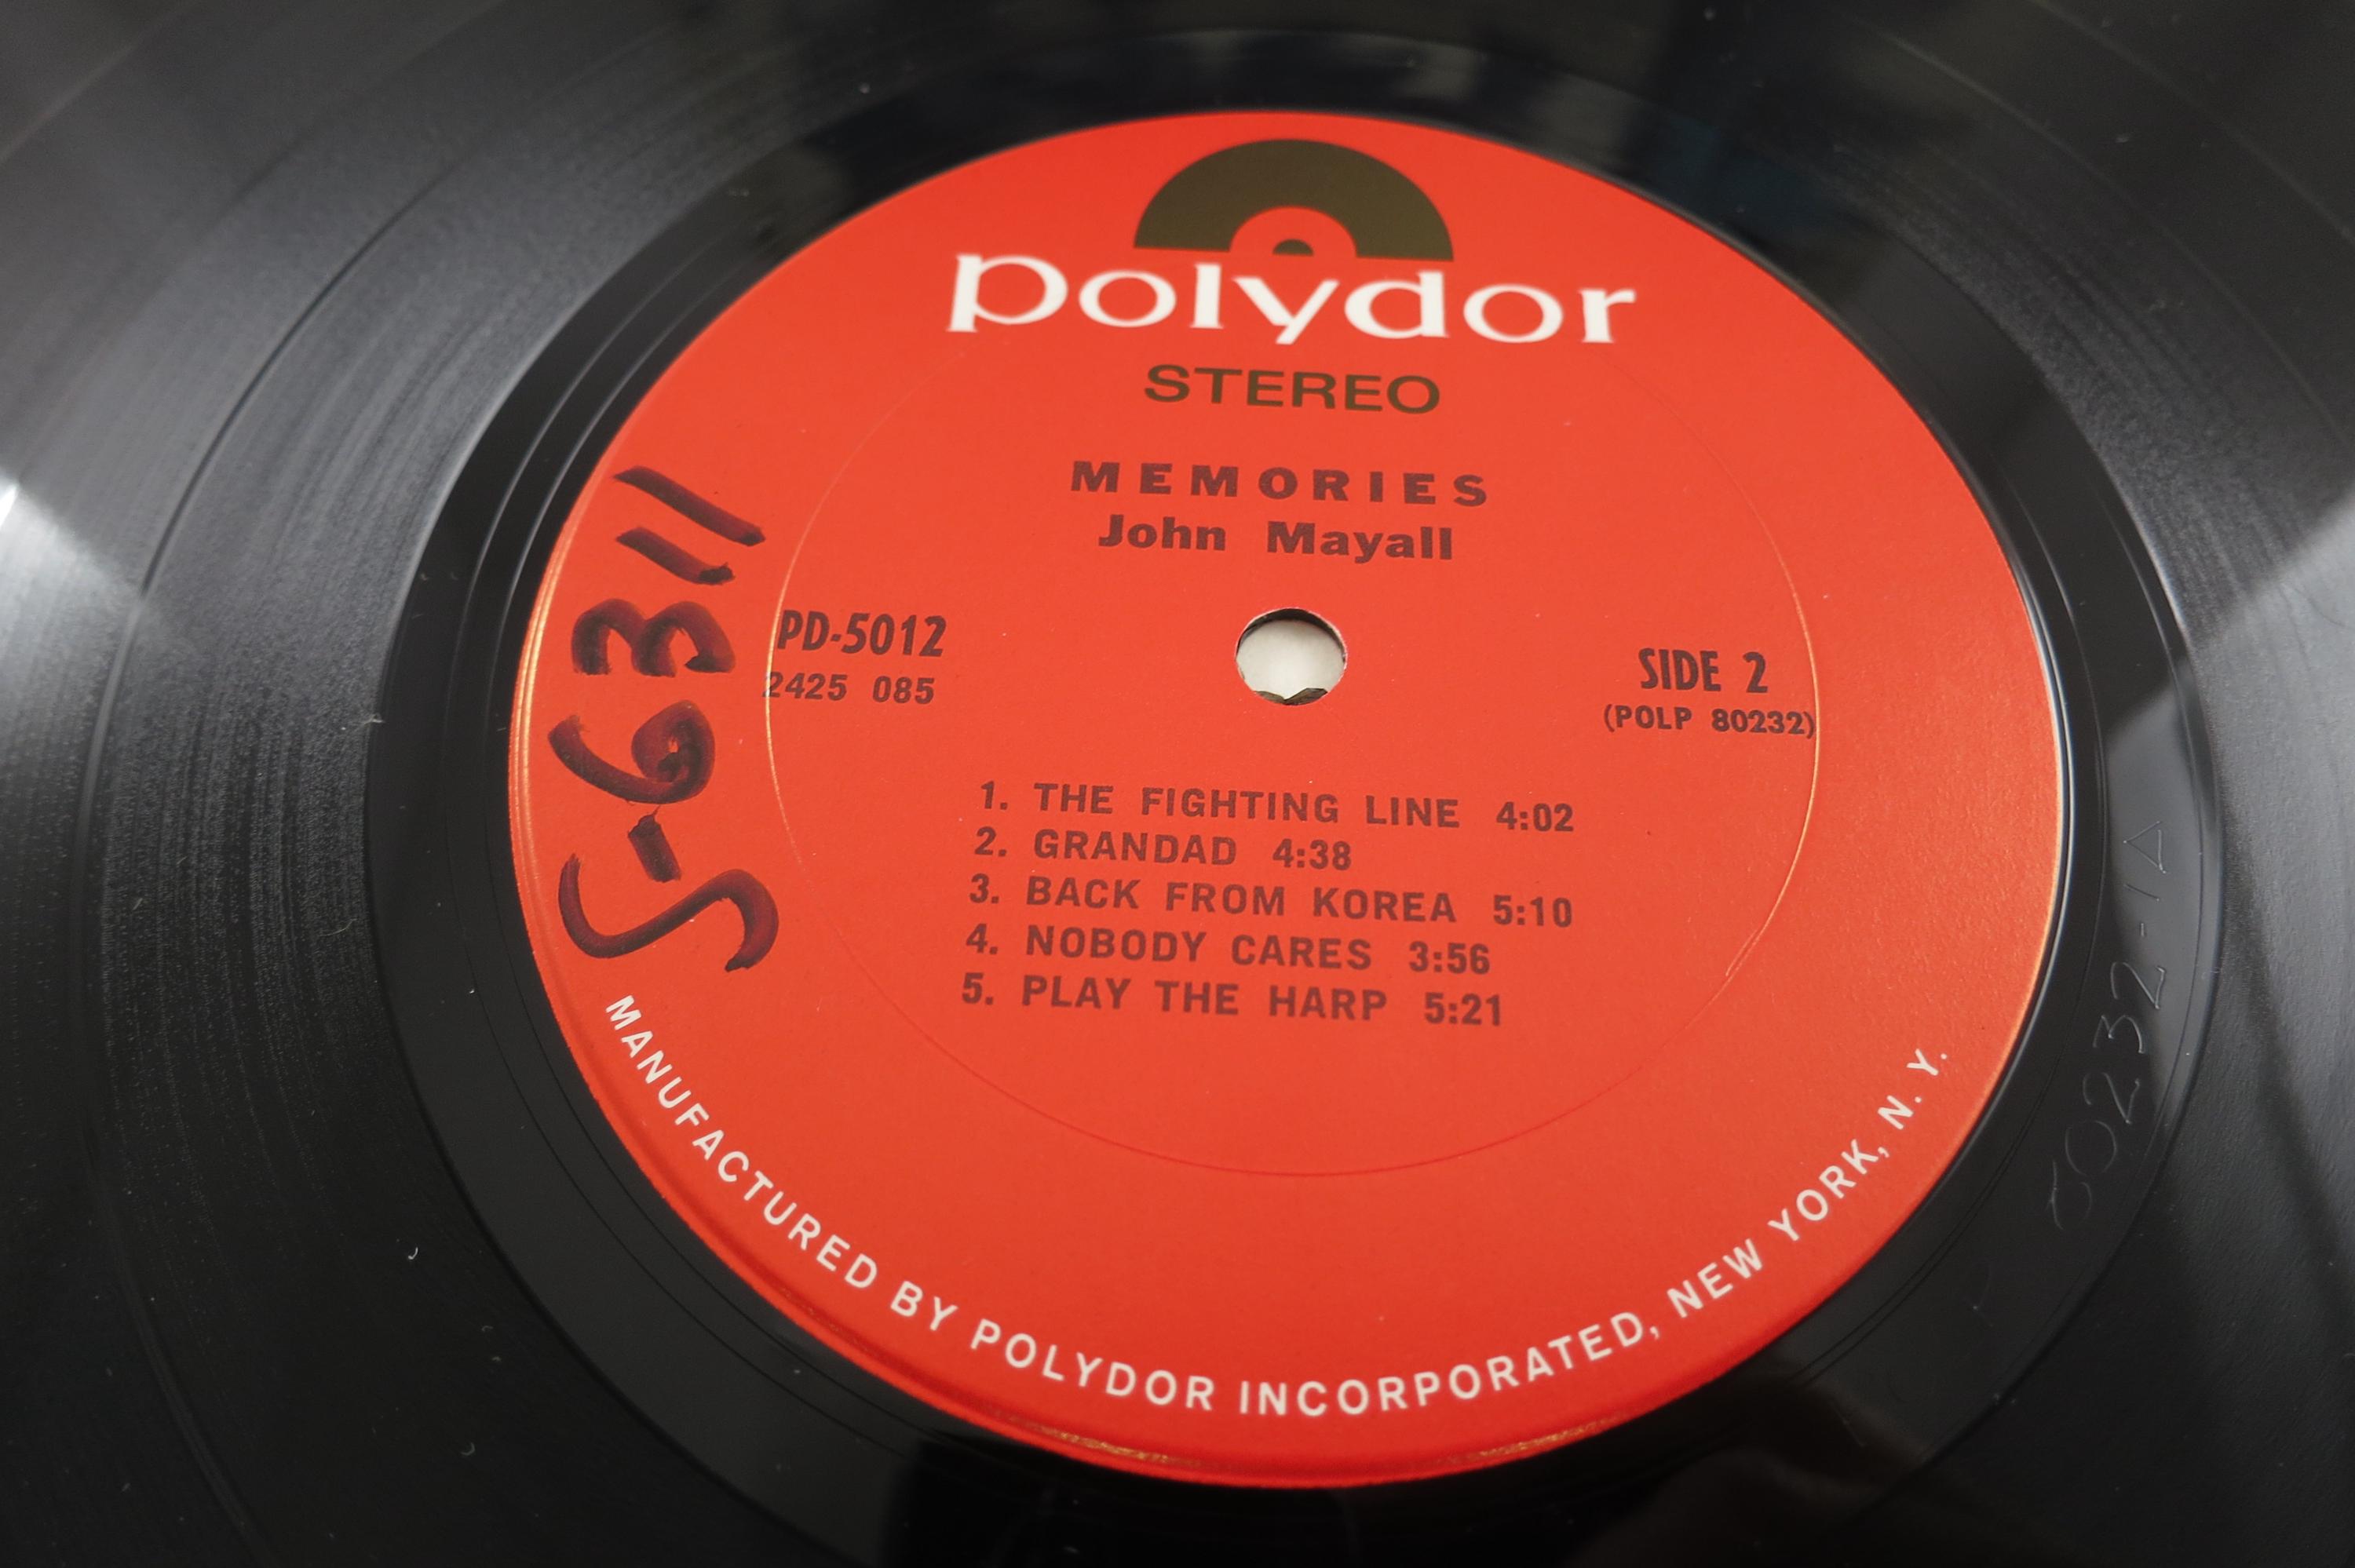 polydor
STEREO
MEMORIES
John Mayall
PD-5012
2425 085
SIDE 2
(POLP 80232)
1. THE FIGHTING LINE 4:02
2. GRANDAD 4:38
3. BACK FROM KOREA 5:10
4. NOBODY CARES 3:56
5. PLAY THE HARP 5:21
MANUFACTURED BY POLYDOR INCORPORATED, NEW YORK, N. Y.
S-6311